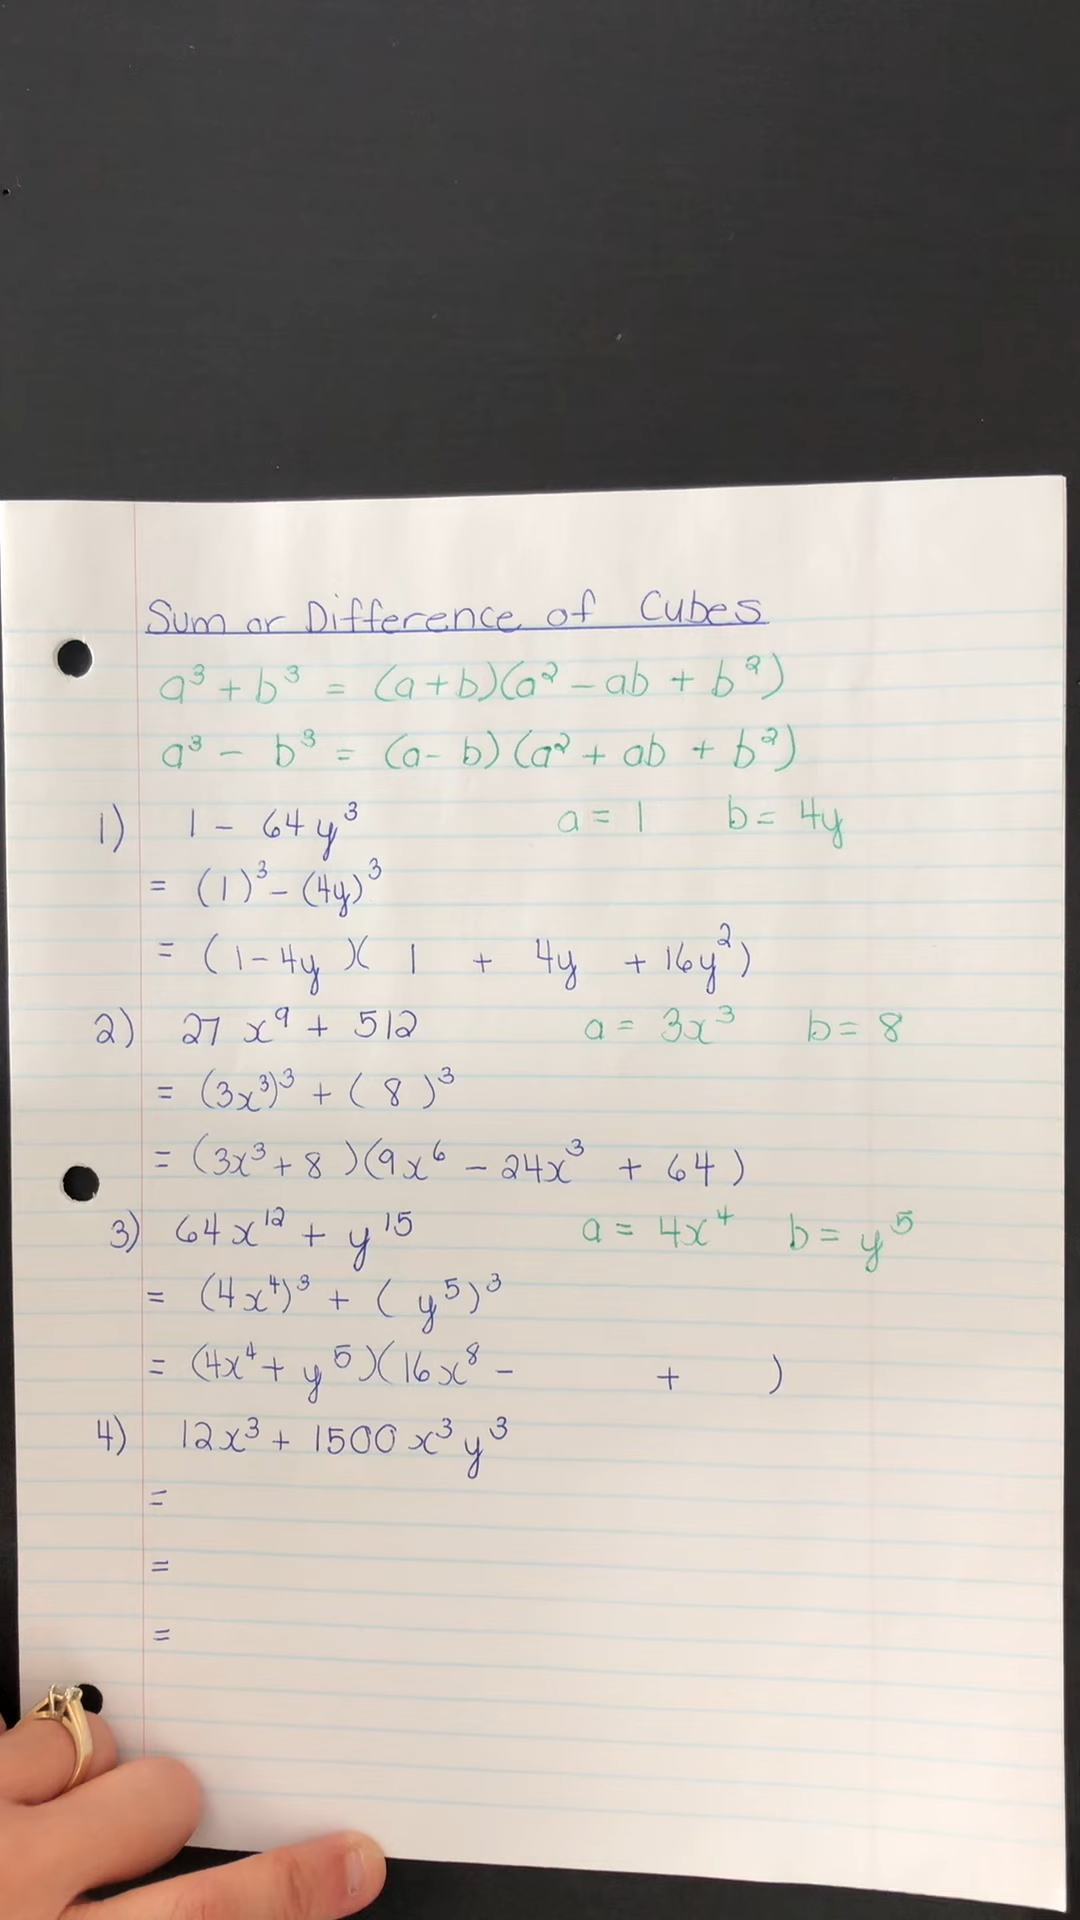 Sum or Difference of Cubes
a³ + b³ = (a+b)(a² - ab + b²)
a³ - b³ = (a-b)(a² + ab + b²)
1) 1 - 64y³ a = 1 b = 4y
= (1)³ - (4y)³
= (1-4y)(1 + 4y + 16y²)
2) 27x⁹ + 512 a = 3x³ b = 8
= (3x³)³ + (8)³
= (3x³+8)(9x⁶ - 24x³ + 64)
3) 64x¹² + y¹⁵ a = 4x⁴ b = y⁵
= (4x⁴)³ + (y⁵)³
= (4x⁴ + y⁵)(16x⁸ - + )
4) 12x³ + 1500x³y³
=
=
=